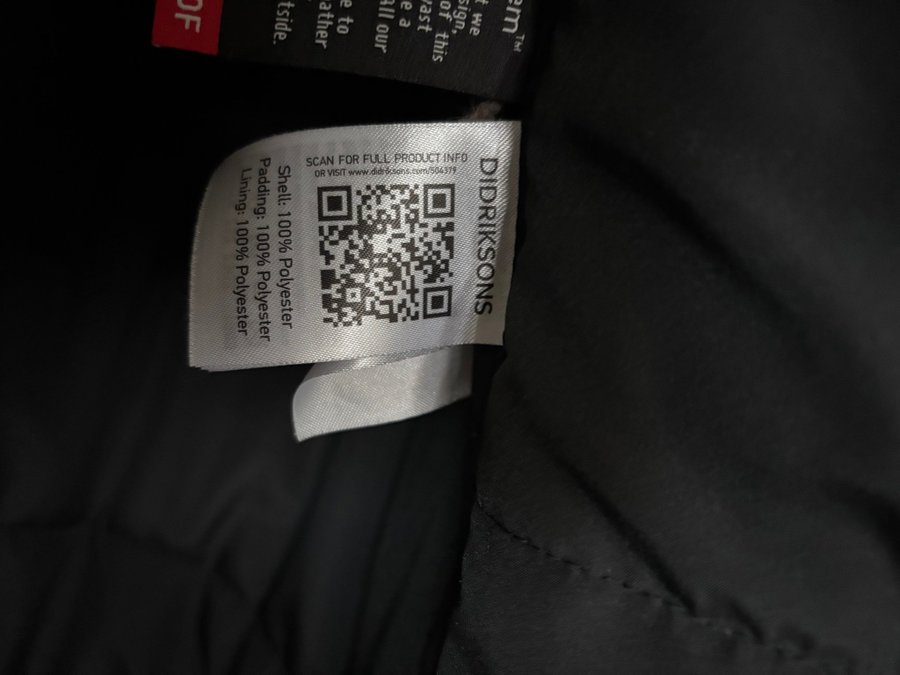 OF
em™
t we
sign,
of, this
vast
e a
All our
e to
eather
tside.
DIDRIKSONS
SCAN FOR FULL PRODUCT INFO
OR VISIT www.didriksons.com/504379
Shell: 100% Polyester
Padding: 100% Polyester
Lining: 100% Polyester